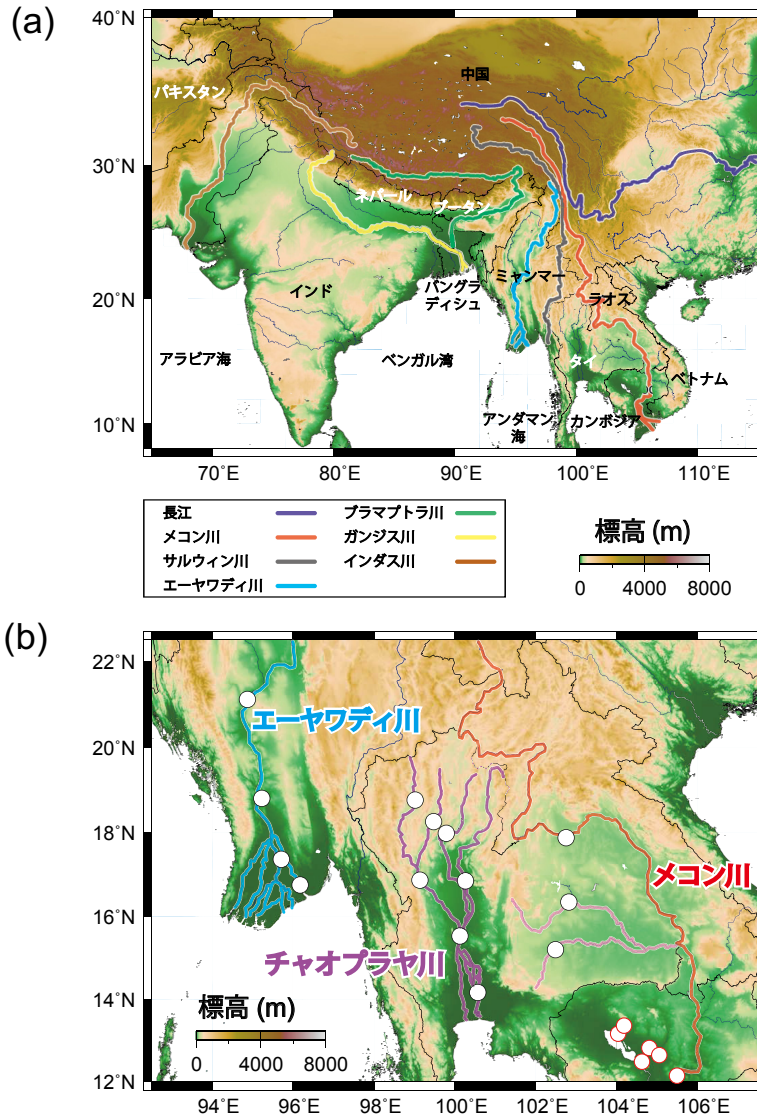 (a)
40°N
30°N
20°N
10°N
パキスタン
中国
ネパール
ブータン
インド
バングラ
ディシュ
ミャンマー
ラオス
アラビア海
ベンガル湾
タイ
ベトナム
アンダマン
海
カンボジア
70°E
80°E
90°E
100°E
110°E
長江
ブラマプトラ川
メコン川
ガンジス川
サルウィン川
インダス川
エーヤワディ川
標高 (m)
0
4000
8000
(b)
22°N
20°N
18°N
16°N
14°N
12°N
エーヤワディ川
メコン川
チャオプラヤ川
標高 (m)
0
4000
8000
94°E
96°E
98°E
100°E
102°E
104°E
106°E